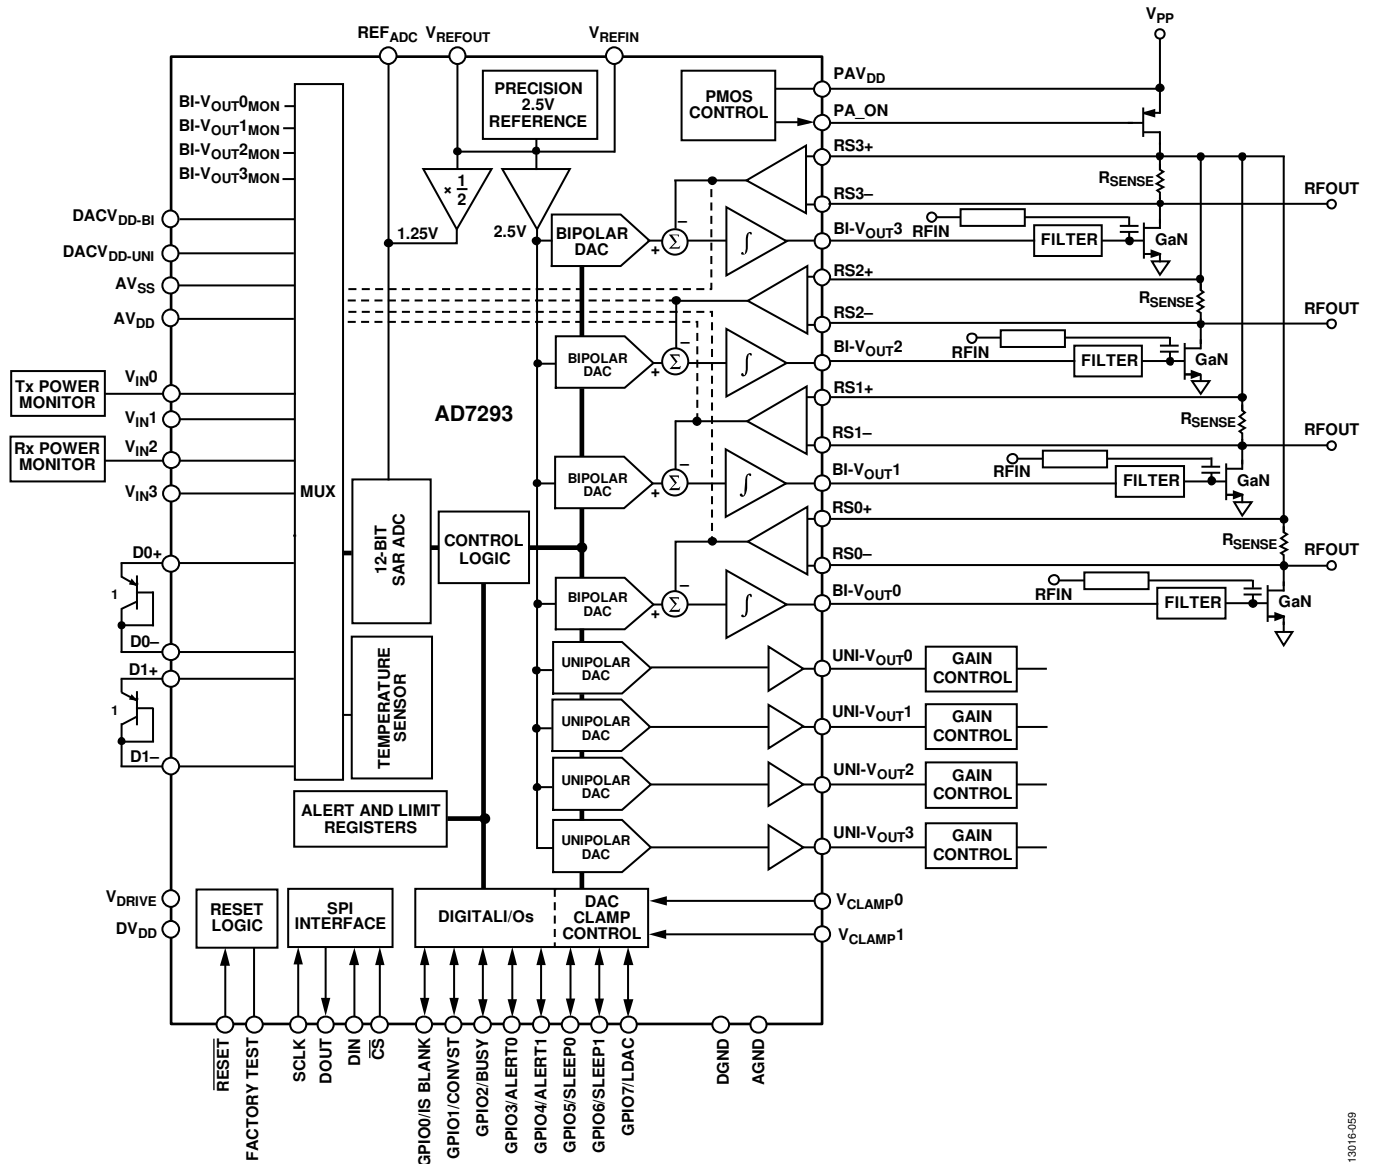 REFADC VREFOUT VREFIN
VPP
PRECISION
2.5V
REFERENCE
PMOS
CONTROL
PAVDD
PA_ON
BI-VOUT0MON
BI-VOUT1MON
BI-VOUT2MON
BI-VOUT3MON
× 1
2
1.25V
2.5V
RS3+
RS3–
RSENSE
RFOUT
DACVDD-BI
DACVDD-UNI
AVSS
AVDD
BIPOLAR
DAC
Σ
+
–
∫
BI-VOUT3
RFIN
FILTER
GaN
RS2+
RS2–
RSENSE
RFOUT
BIPOLAR
DAC
Σ
+
–
∫
BI-VOUT2
RFIN
FILTER
GaN
Tx POWER
MONITOR
Rx POWER
MONITOR
VIN0
VIN1
VIN2
VIN3
AD7293
MUX
RS1+
RS1–
RSENSE
RFOUT
BIPOLAR
DAC
Σ
+
–
∫
BI-VOUT1
RFIN
FILTER
GaN
12-BIT
SAR ADC
CONTROL
LOGIC
RS0+
RS0–
RSENSE
RFOUT
BIPOLAR
DAC
Σ
+
–
∫
BI-VOUT0
RFIN
FILTER
GaN
D0+
1
D0–
D1+
1
D1–
TEMPERATURE
SENSOR
UNIPOLAR
DAC
UNI-VOUT0
GAIN
CONTROL
UNIPOLAR
DAC
UNI-VOUT1
GAIN
CONTROL
UNIPOLAR
DAC
UNI-VOUT2
GAIN
CONTROL
UNIPOLAR
DAC
UNI-VOUT3
GAIN
CONTROL
ALERT AND LIMIT
REGISTERS
VDRIVE
DVDD
RESET
LOGIC
SPI
INTERFACE
DIGITALI/Os
DAC
CLAMP
CONTROL
VCLAMP0
VCLAMP1
RESET
FACTORY TEST
SCLK
DOUT
DIN
CS
GPIO0/IS BLANK
GPIO1/CONVST
GPIO2/BUSY
GPIO3/ALERT0
GPIO4/ALERT1
GPIO5/SLEEP0
GPIO6/SLEEP1
GPIO7/LDAC
DGND
AGND
13016-059